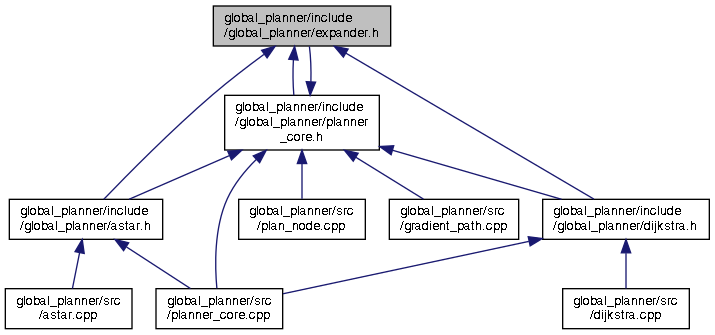 global_planner/include
/global_planner/expander.h
global_planner/include
/global_planner/planner
_core.h
global_planner/include
/global_planner/astar.h
global_planner/src
/plan_node.cpp
global_planner/src
/gradient_path.cpp
global_planner/include
/global_planner/dijkstra.h
global_planner/src
/astar.cpp
global_planner/src
/planner_core.cpp
global_planner/src
/dijkstra.cpp